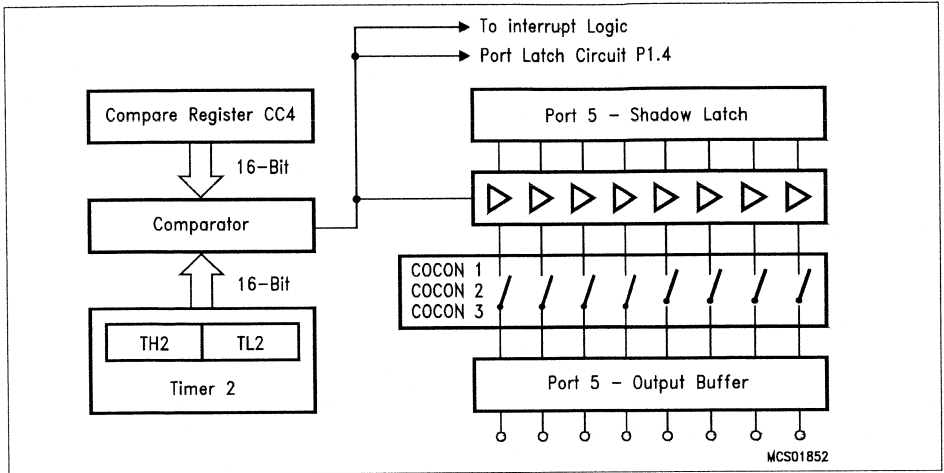 To interrupt Logic
Port Latch Circuit P1.4
Compare Register CC4
Port 5 - Shadow Latch
16-Bit
Comparator
16-Bit
COCON 1
COCON 2
COCON 3
TH2
TL2
Timer 2
Port 5 - Output Buffer
MCS01852